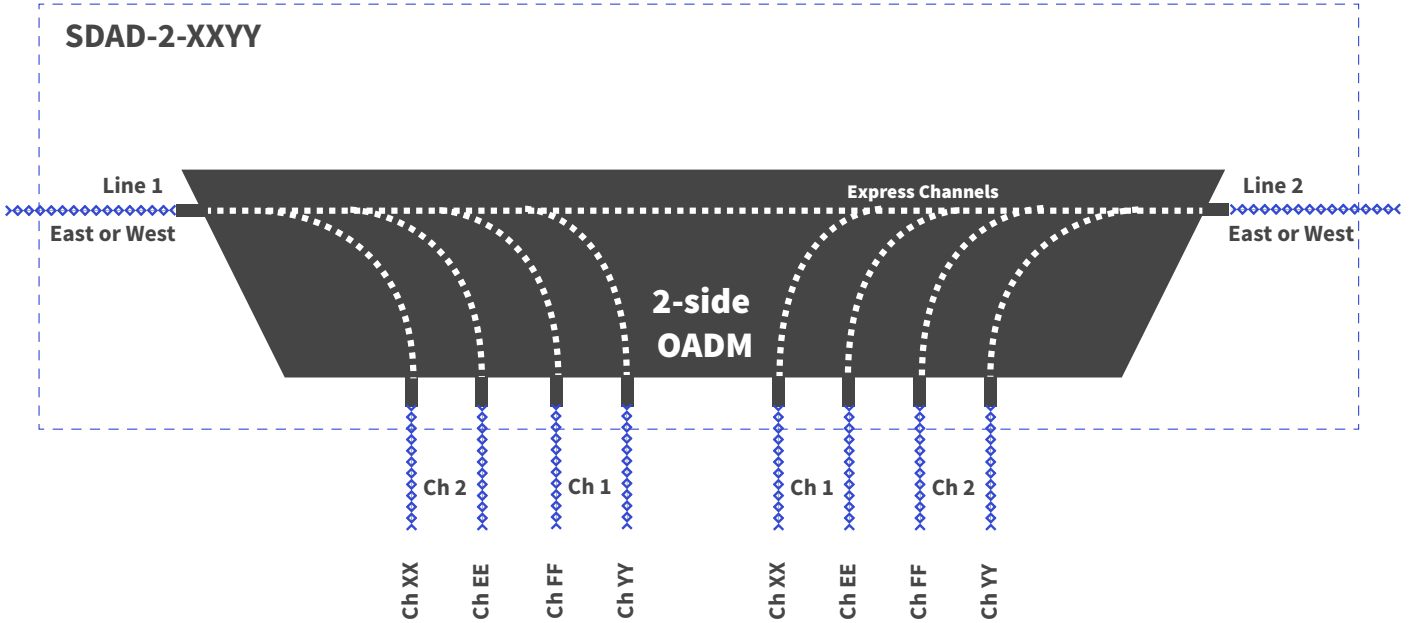 SDAD-2-XXYY
Line 1
East or West
Express Channels
Line 2
East or West
2-side
OADM
Ch 2
Ch 1
Ch 1
Ch 2
Ch XX
Ch EE
Ch FF
Ch YY
Ch XX
Ch EE
Ch FF
Ch YY